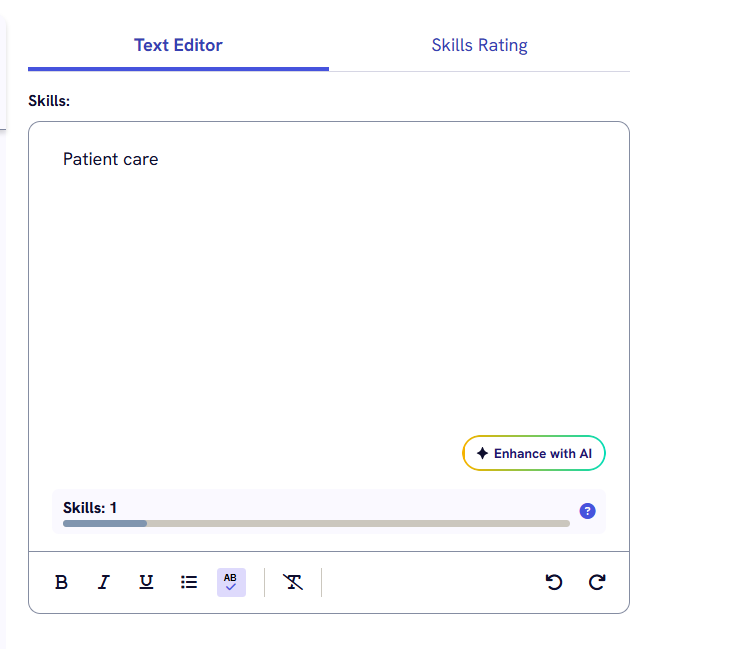 Text Editor
Skills Rating
Skills:
Patient care
Enhance with AI
Skills: 1
?
B I U AB T